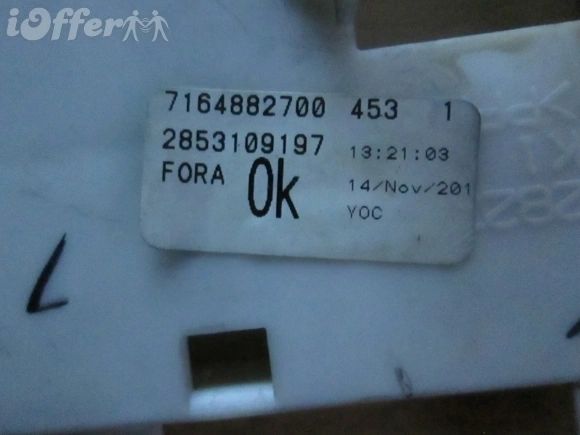 iOffer
7164882700 453 1
2853109197 13:21:03
FORA Ok 14/Nov/201
YOC